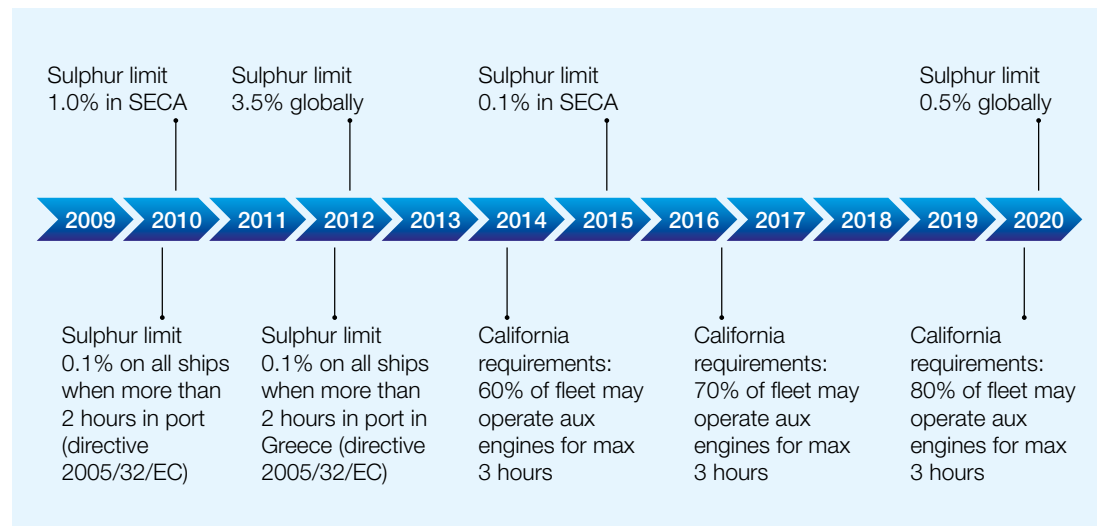 Sulphur limit
1.0% in SECA
Sulphur limit
3.5% globally
Sulphur limit
0.1% in SECA
Sulphur limit
0.5% globally
2009 2010 2011 2012 2013 2014 2015 2016 2017 2018 2019 2020
Sulphur limit
0.1% on all ships
when more than
2 hours in port
(directive
2005/32/EC)
Sulphur limit
0.1% on all ships
when more than
2 hours in port in
Greece (directive
2005/32/EC)
California
requirements:
60% of fleet may
operate aux
engines for max
3 hours
California
requirements:
70% of fleet may
operate aux
engines for max
3 hours
California
requirements:
80% of fleet may
operate aux
engines for max
3 hours